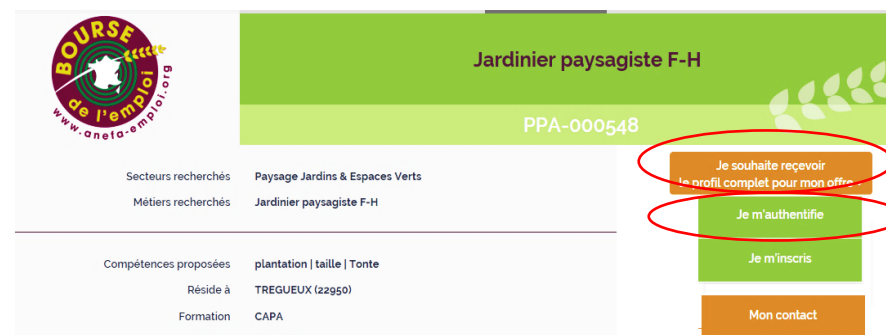 BOURSE
de l'emploi
www.anefa-emploi.org
Jardinier paysagiste F-H
PPA-000548
Secteurs recherchés Paysage Jardins & Espaces Verts
Métiers recherchés Jardinier paysagiste F-H
Je souhaite reçevoir
le profil complet pour mon offre
Je m'authentifie
Je m'inscris
Compétences proposées plantation | taille | Tonte
Réside à TREGUEUX (22950)
Formation CAPA
Mon contact